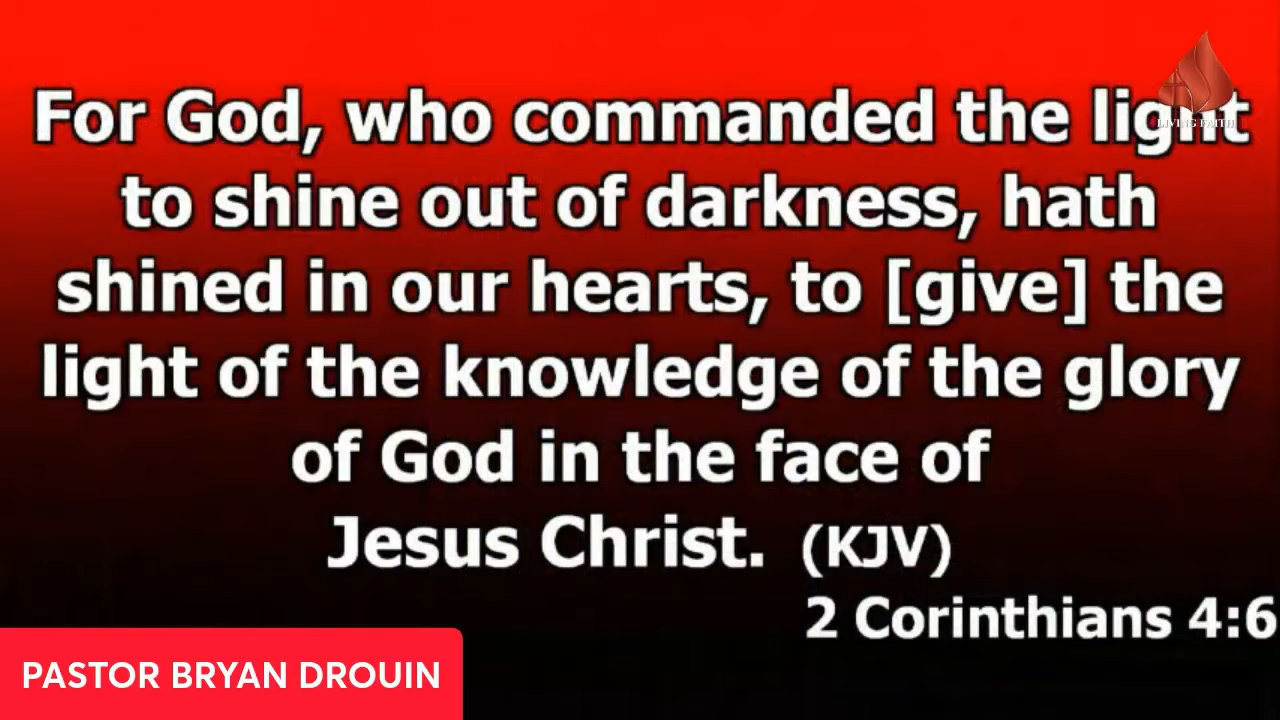 For God, who commanded the light
to shine out of darkness, hath
shined in our hearts, to [give] the
light of the knowledge of the glory
of God in the face of
Jesus Christ. (KJV)
2 Corinthians 4:6
LIVING FAITH
PASTOR BRYAN DROUIN